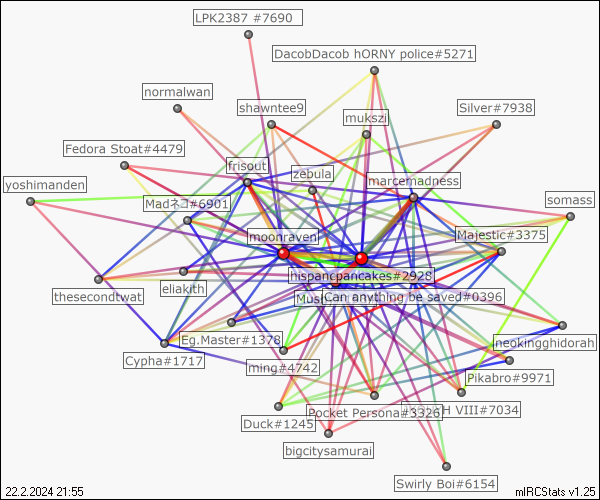 LPK2387 #7690
DacobDacob hORNY police#5271
normalwan
shawntee9
mukszi
Silver#7938
Fedora Stoat#4479
frisout
zepula
marcemadness
yoshimanden
Madネコ#6901
somass
moonraven
Majestic#3375
hispanicpancakes#2928
thesecondtwat
eliakith
Can anything be saved#0396
Eg.Master#1378
neokingghidorah
Cypha#1717
ming#4742
Pikabro#9971
Duck#1245
Pocket Persona#3326
H VIII#7034
bigcitysamurai
Swirly Boi#6154
22.2.2024 21:55
mIRCStats v1.25